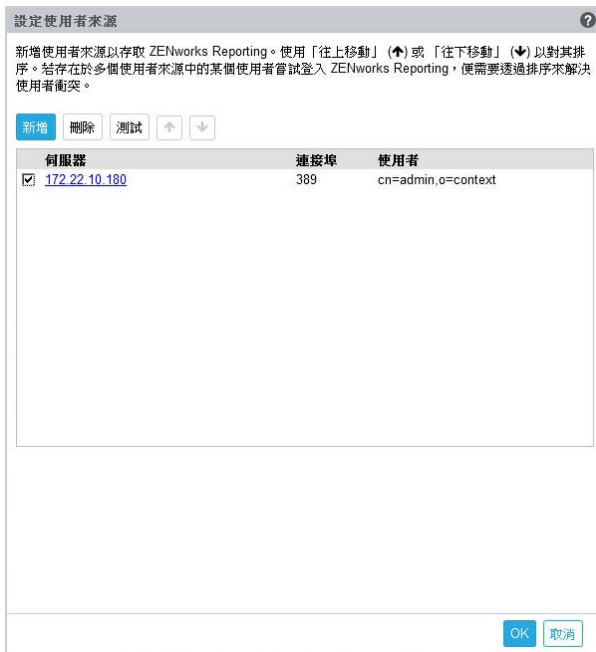 設定使用者來源
新增使用者來源以存取 ZENworks Reporting。使用「往上移動」(↑) 或 「往下移動」(↓) 以對其排
序。若存在於多個使用者來源中的某個使用者嘗試登入 ZENworks Reporting，便需要透過排序來解決
使用者衝突。
新增 刪除 測試 ↑ ↓
伺服器 連接埠 使用者
172.22.10.180 389 cn=admin,o=context
OK 取消